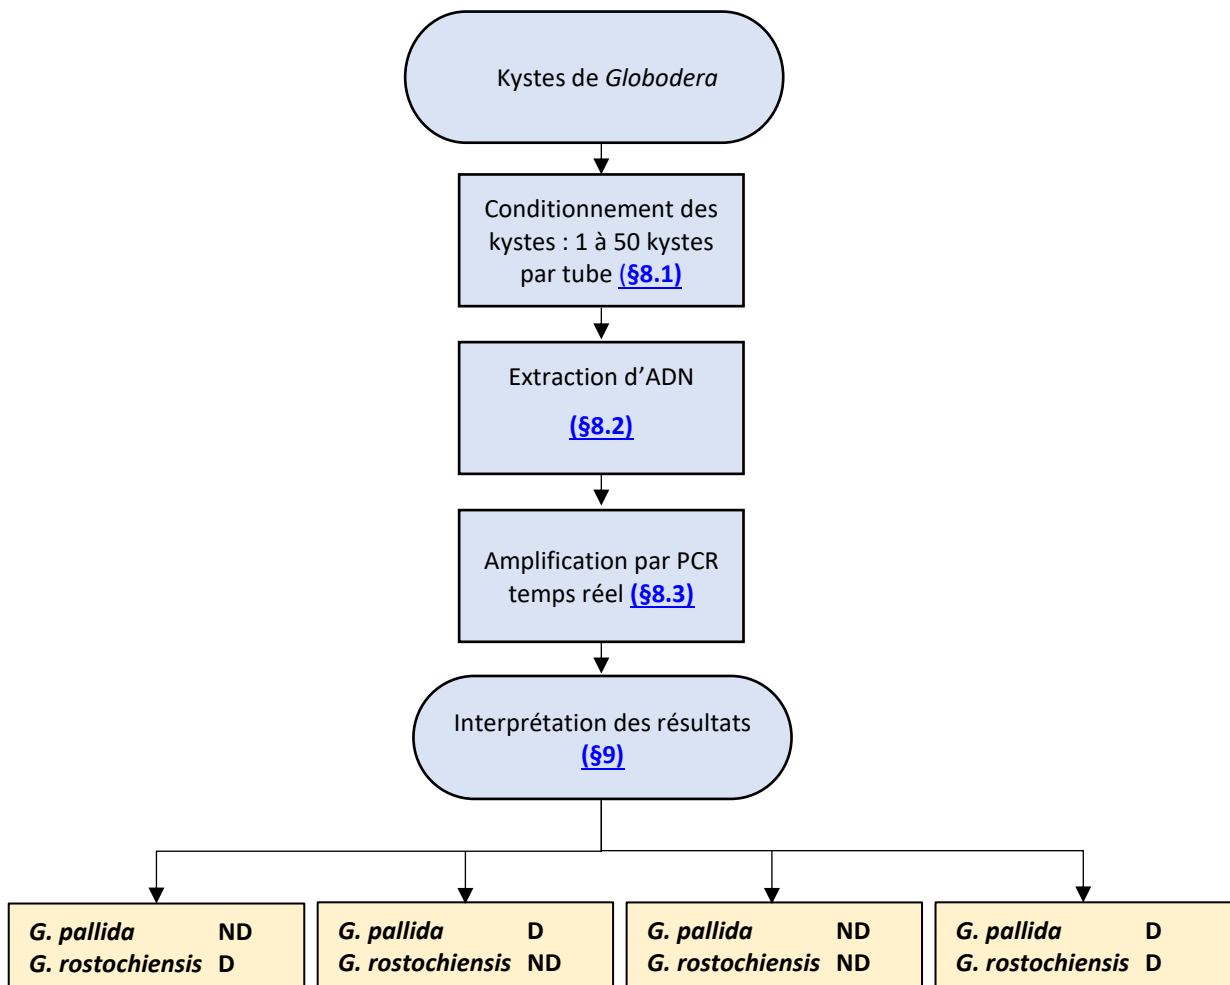 Kystes de Globodera
Conditionnement des
kystes : 1 à 50 kystes
par tube (§8.1)
Extraction d’ADN
(§8.2)
Amplification par PCR
temps réel (§8.3)
Interprétation des résultats
(§9)
G. pallida ND
G. rostochiensis D
G. pallida D
G. rostochiensis ND
G. pallida ND
G. rostochiensis ND
G. pallida D
G. rostochiensis D